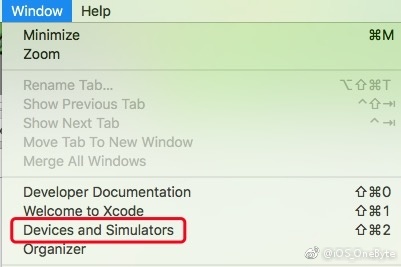 Window Help
Minimize ⌘M
Zoom
Rename Tab... ⌥⇧⌘T
Show Previous Tab ^⇧⇥
Show Next Tab ^⇥
Move Tab To New Window
Merge All Windows
Developer Documentation ⇧⌘0
Welcome to Xcode ⇧⌘1
Devices and Simulators ⇧⌘2
Organizer
@iOS_OneByte